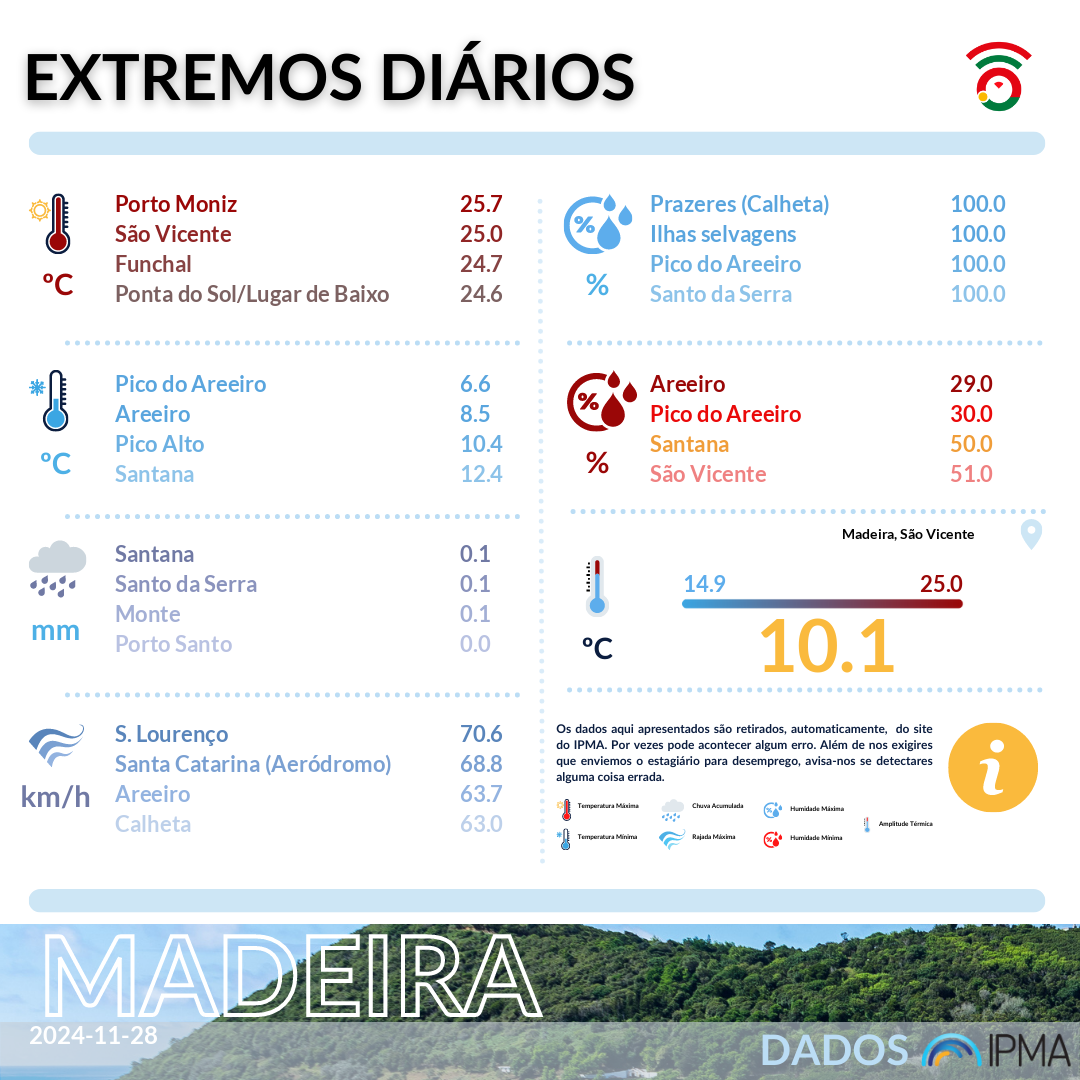 EXTREMOS DIÁRIOS
ºC
Porto Moniz 25.7
São Vicente 25.0
Funchal 24.7
Ponta do Sol/Lugar de Baixo 24.6
ºC
Pico do Areeiro 6.6
Areeiro 8.5
Pico Alto 10.4
Santana 12.4
mm
Santana 0.1
Santo da Serra 0.1
Monte 0.1
Porto Santo 0.0
km/h
S. Lourenço 70.6
Santa Catarina (Aeródromo) 68.8
Areeiro 63.7
Calheta 63.0
%
%
Prazeres (Calheta) 100.0
Ilhas selvagens 100.0
Pico do Areeiro 100.0
Santo da Serra 100.0
%
%
Areeiro 29.0
Pico do Areeiro 30.0
Santana 50.0
São Vicente 51.0
Madeira, São Vicente
ºC
14.9 25.0
10.1
Os dados aqui apresentados são retirados, automaticamente, do site
do IPMA. Por vezes pode acontecer algum erro. Além de nos exigires
que enviemos o estagiário para desemprego, avisa-nos se detectares
alguma coisa errada.
i
Temperatura Máxima
Chuva Acumulada
Humidade Máxima
Amplitude Térmica
Temperatura Mínima
Rajada Máxima
Humidade Mínima
MADEIRA
2024-11-28
DADOS IPMA